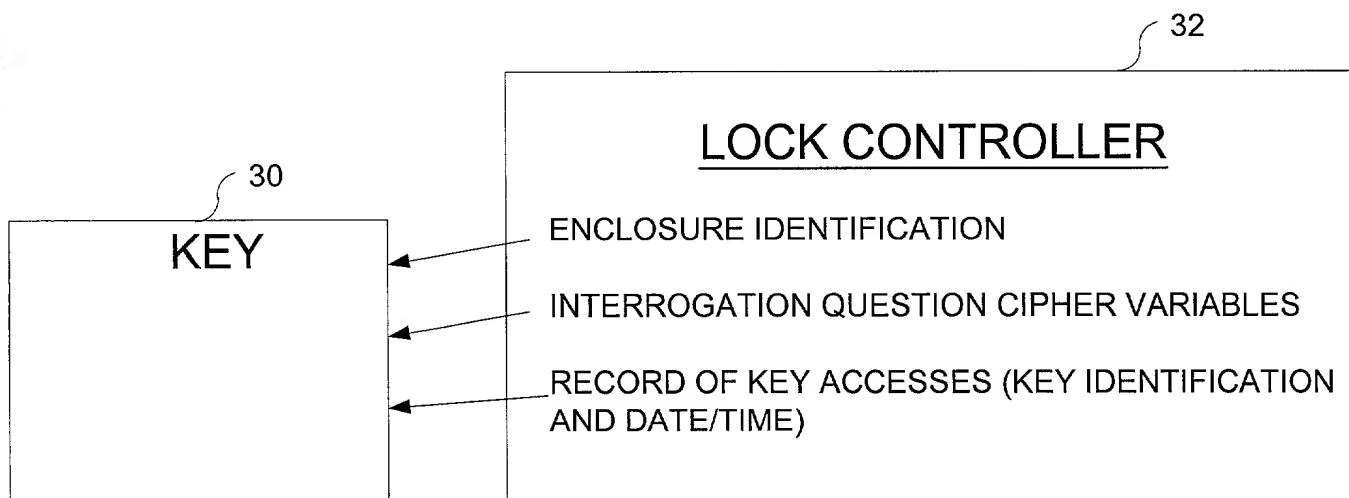 32
LOCK CONTROLLER
30
KEY
ENCLOSURE IDENTIFICATION
INTERROGATION QUESTION CIPHER VARIABLES
RECORD OF KEY ACCESSES (KEY IDENTIFICATION
AND DATE/TIME)